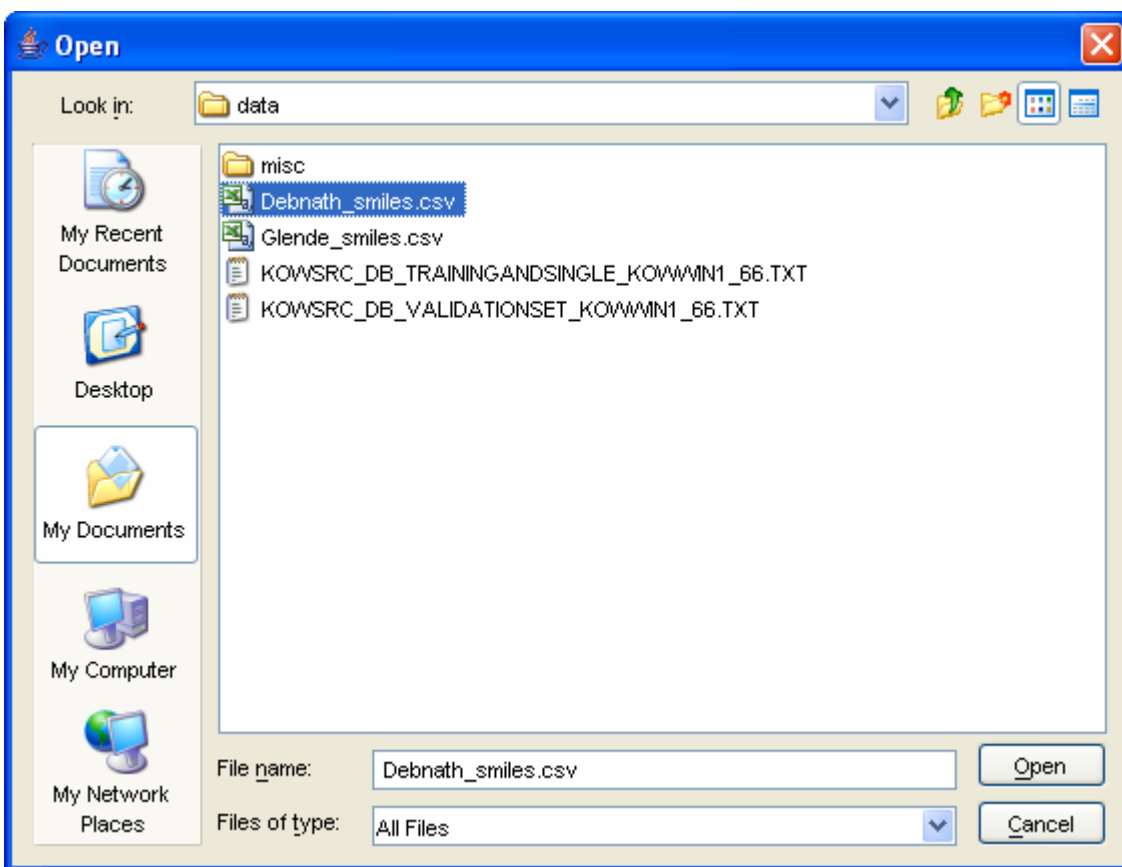 Open
Look in: data
misc
Debnath_smiles.csv
Glende_smiles.csv
KOWSRC_DB_TRAININGANDSINGLE_KOWWIN1_66.TXT
KOWSRC_DB_VALIDATIONSET_KOWWIN1_66.TXT
My Recent
Documents
Desktop
My Documents
My Computer
My Network
Places
File name: Debnath_smiles.csv Open
Files of type: All Files Cancel